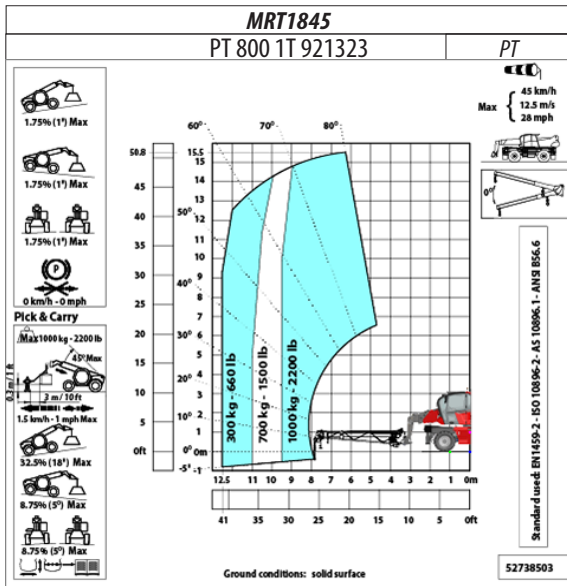 MRT1845
PT 800 1T 921323
PT
1.75% (1°) Max
1.75% (1°) Max
1.75% (1°) Max
P
0 km/h - 0 mph
Pick & Carry
Max 1000 kg - 2200 lb
45° Max
0.3 m / 1 ft
3 m / 10 ft
1.5 km/h - 1 mph Max
32.5% (18°) Max
8.75% (5°) Max
8.75% (5°) Max
Max
45 km/h
12.5 m/s
28 mph
0°
60° 70° 80°
50°
40°
30°
20°
10°
0°
-5°
50.8
45
40
35
30
25
20
15
10
5
0ft
15.5
15
14
13
12
11
10
9
8
7
6
5
4
3
2
1
0m
-1
300 kg - 660 lb
700 kg - 1500 lb
1000 kg - 2200 lb
12.5 11 10 9 8 7 6 5 4 3 2 1 0m
41 35 30 25 20 15 10 5 0ft
Ground conditions: solid surface
Standard used: EN1459-2 - ISO 10896-2 - AS 10896.1 - ANSI B56.6
52738503